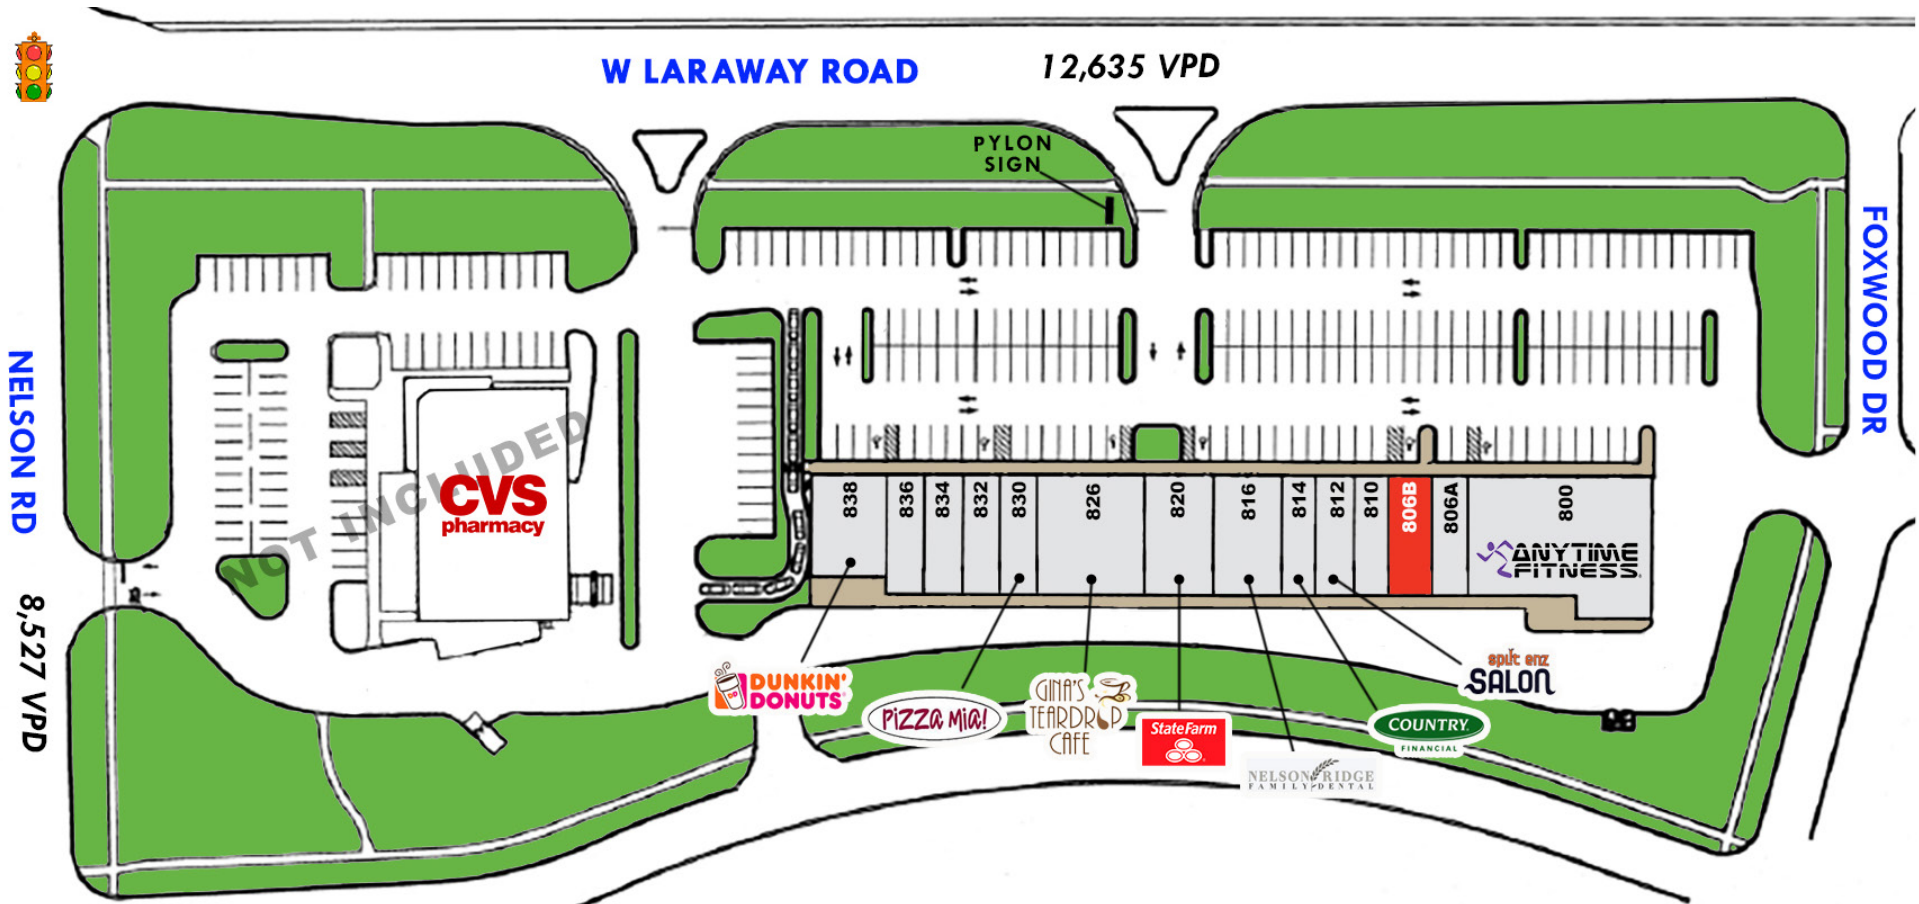 W LARAWAY ROAD
12,635 VPD
PYLON
SIGN
FOXWOOD DR
NELSON RD
8,527 VPD
NOT INCLUDED
CVS
pharmacy
838
836
834
832
830
826
820
816
814
812
810
806B
806A
800
ANYTIME
FITNESS
DUNKIN'
DONUTS
DD
PIZZA MIA!
GINA'S
TEARDROP
CAFE
StateFarm
NELSON RIDGE
FAMILY DENTAL
COUNTRY
FINANCIAL
split enz
SALON